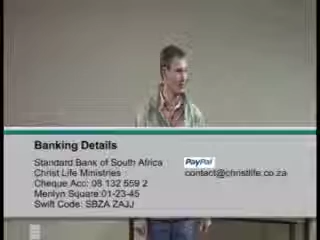 Banking Details
Standard Bank of South Africa
Christ Life Ministries
Cheque Acc: 08 132 559 2
Menlyn Square:01-23-45
Swift Code: SBZA ZAJJ
PayPal
contact@christlife.co.za